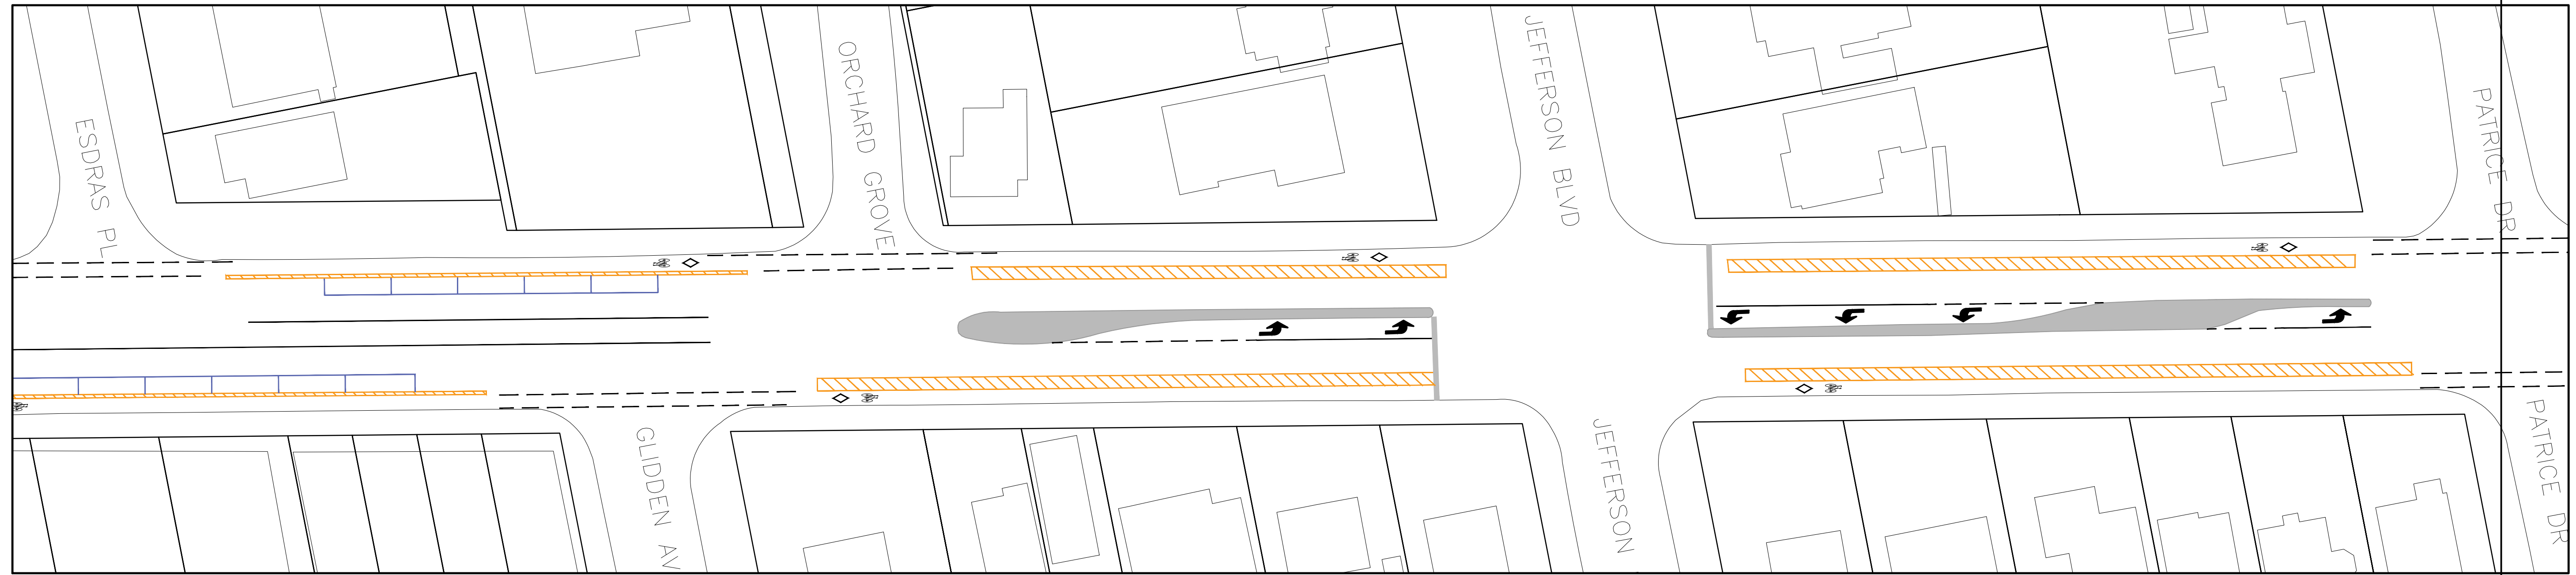 ESDRAS PL
ORCHARD GROVE
JEFFERSON BLVD
PATRICE DR
GLIDDEN AV
JEFFERSON
PATRICE DR